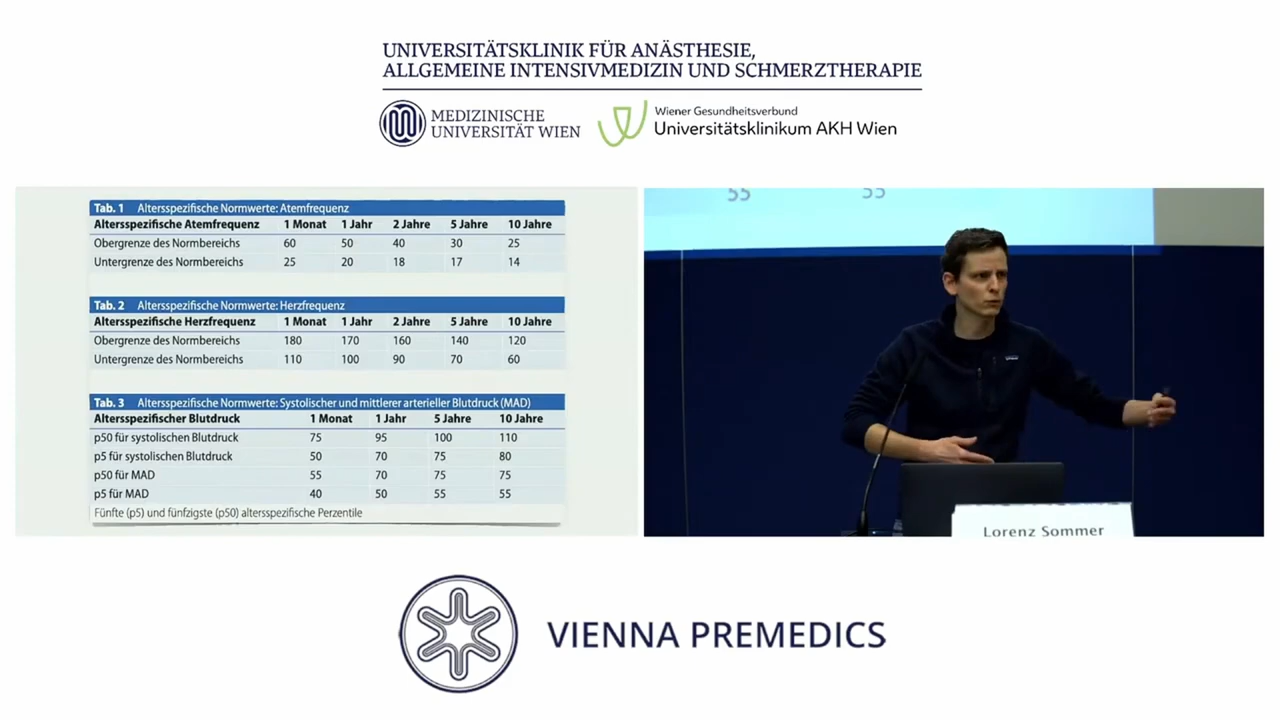 UNIVERSITÄTSKLINIK FÜR ANÄSTHESIE,
ALLGEMEINE INTENSIVMEDIZIN UND SCHMERZTHERAPIE
MEDIZINISCHE
UNIVERSITÄT WIEN
Wiener Gesundheitsverbund
Universitätsklinikum AKH Wien
Tab. 1 Altersspezifische Normwerte: Atemfrequenz
Altersspezifische Atemfrequenz 1 Monat 1 Jahr 2 Jahre 5 Jahre 10 Jahre
Obergrenze des Normbereichs 60 50 40 30 25
Untergrenze des Normbereichs 25 20 18 17 14
Tab. 2 Altersspezifische Normwerte: Herzfrequenz
Altersspezifische Herzfrequenz 1 Monat 1 Jahr 2 Jahre 5 Jahre 10 Jahre
Obergrenze des Normbereichs 180 170 160 140 120
Untergrenze des Normbereichs 110 100 90 70 60
Tab. 3 Altersspezifische Normwerte: Systolischer und mittlerer arterieller Blutdruck (MAD)
Altersspezifischer Blutdruck 1 Monat 1 Jahr 5 Jahre 10 Jahre
p50 für systolischen Blutdruck 75 95 100 110
p5 für systolischen Blutdruck 50 70 75 80
p50 für MAD 55 70 75 75
p5 für MAD 40 50 55 55
Fünfte (p5) und fünfzigste (p50) altersspezifische Perzentile
55 55
Lorenz Sommer
VIENNA PREMEDICS